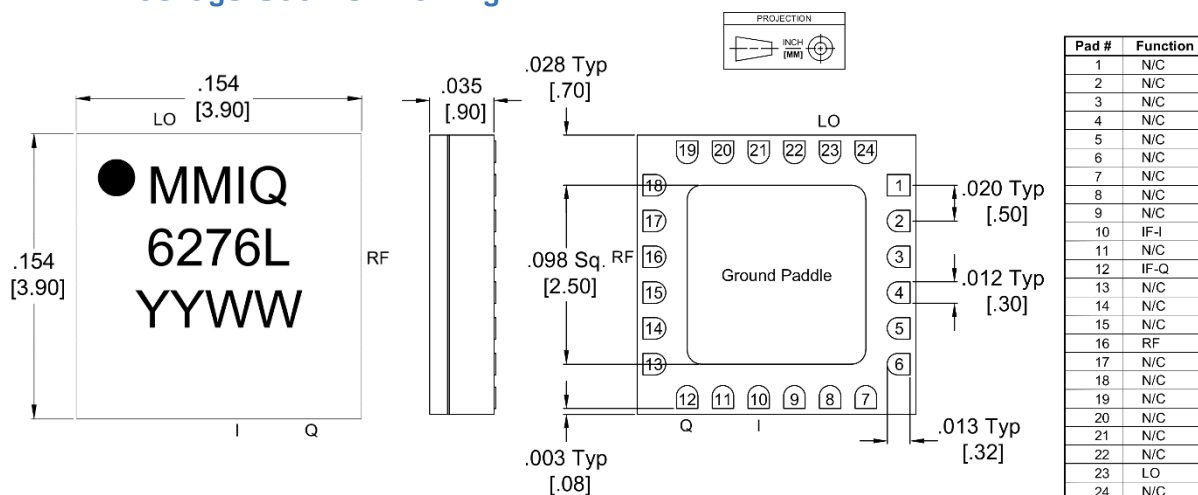 PROJECTION
INCH
[MM]
.154
[3.90]
LO
.154
[3.90]
MMIQ
6276L
YYWW
RF
I Q
.035
[.90]
.028 Typ
[.70]
LO
19 20 21 22 23 24
18 1
17 2
16 3
15 4
14 5
13 6
12 11 10 9 8 7
RF
Ground Paddle
Q I
.098 Sq.
[2.50]
.003 Typ
[.08]
.020 Typ
[.50]
.012 Typ
[.30]
.013 Typ
[.32]
Pad # Function
1 N/C
2 N/C
3 N/C
4 N/C
5 N/C
6 N/C
7 N/C
8 N/C
9 N/C
10 IF-I
11 N/C
12 IF-Q
13 N/C
14 N/C
15 N/C
16 RF
17 N/C
18 N/C
19 N/C
20 N/C
21 N/C
22 N/C
23 LO
24 N/C